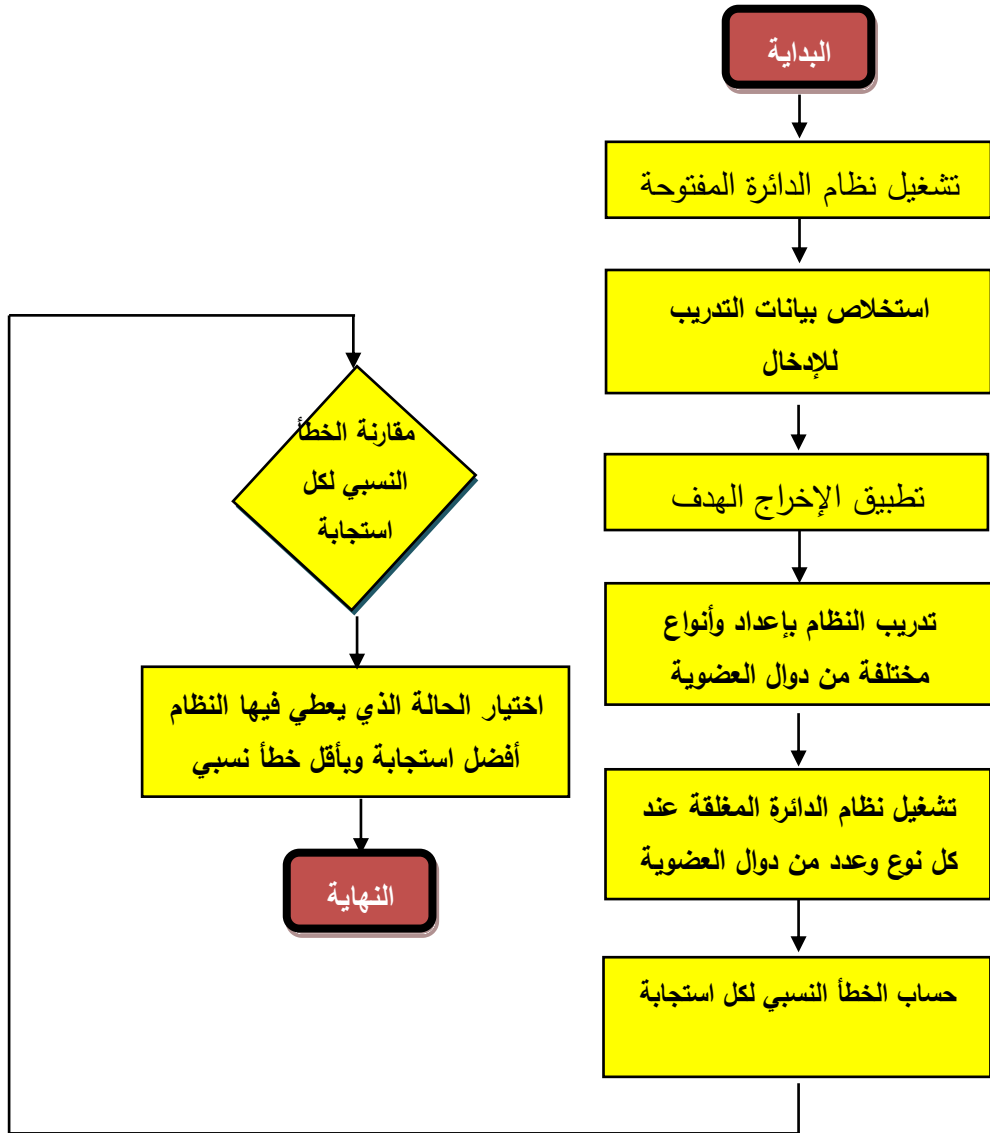 البداية
تشغيل نظام الدائرة المفتوحة
استخلاص بيانات التدريب
للإدخال
تطبيق الإخراج الهدف
تدريب النظام بإعداد وأنواع
مختلفة من دوال العضوية
تشغيل نظام الدائرة المغلقة عند
كل نوع وعدد من دوال العضوية
حساب الخطأ النسبي لكل استجابة
مقارنة الخطأ
النسبي لكل
استجابة
اختيار الحالة الذي يعطي فيها النظام
أفضل استجابة وبأقل خطأ نسبي
النهاية